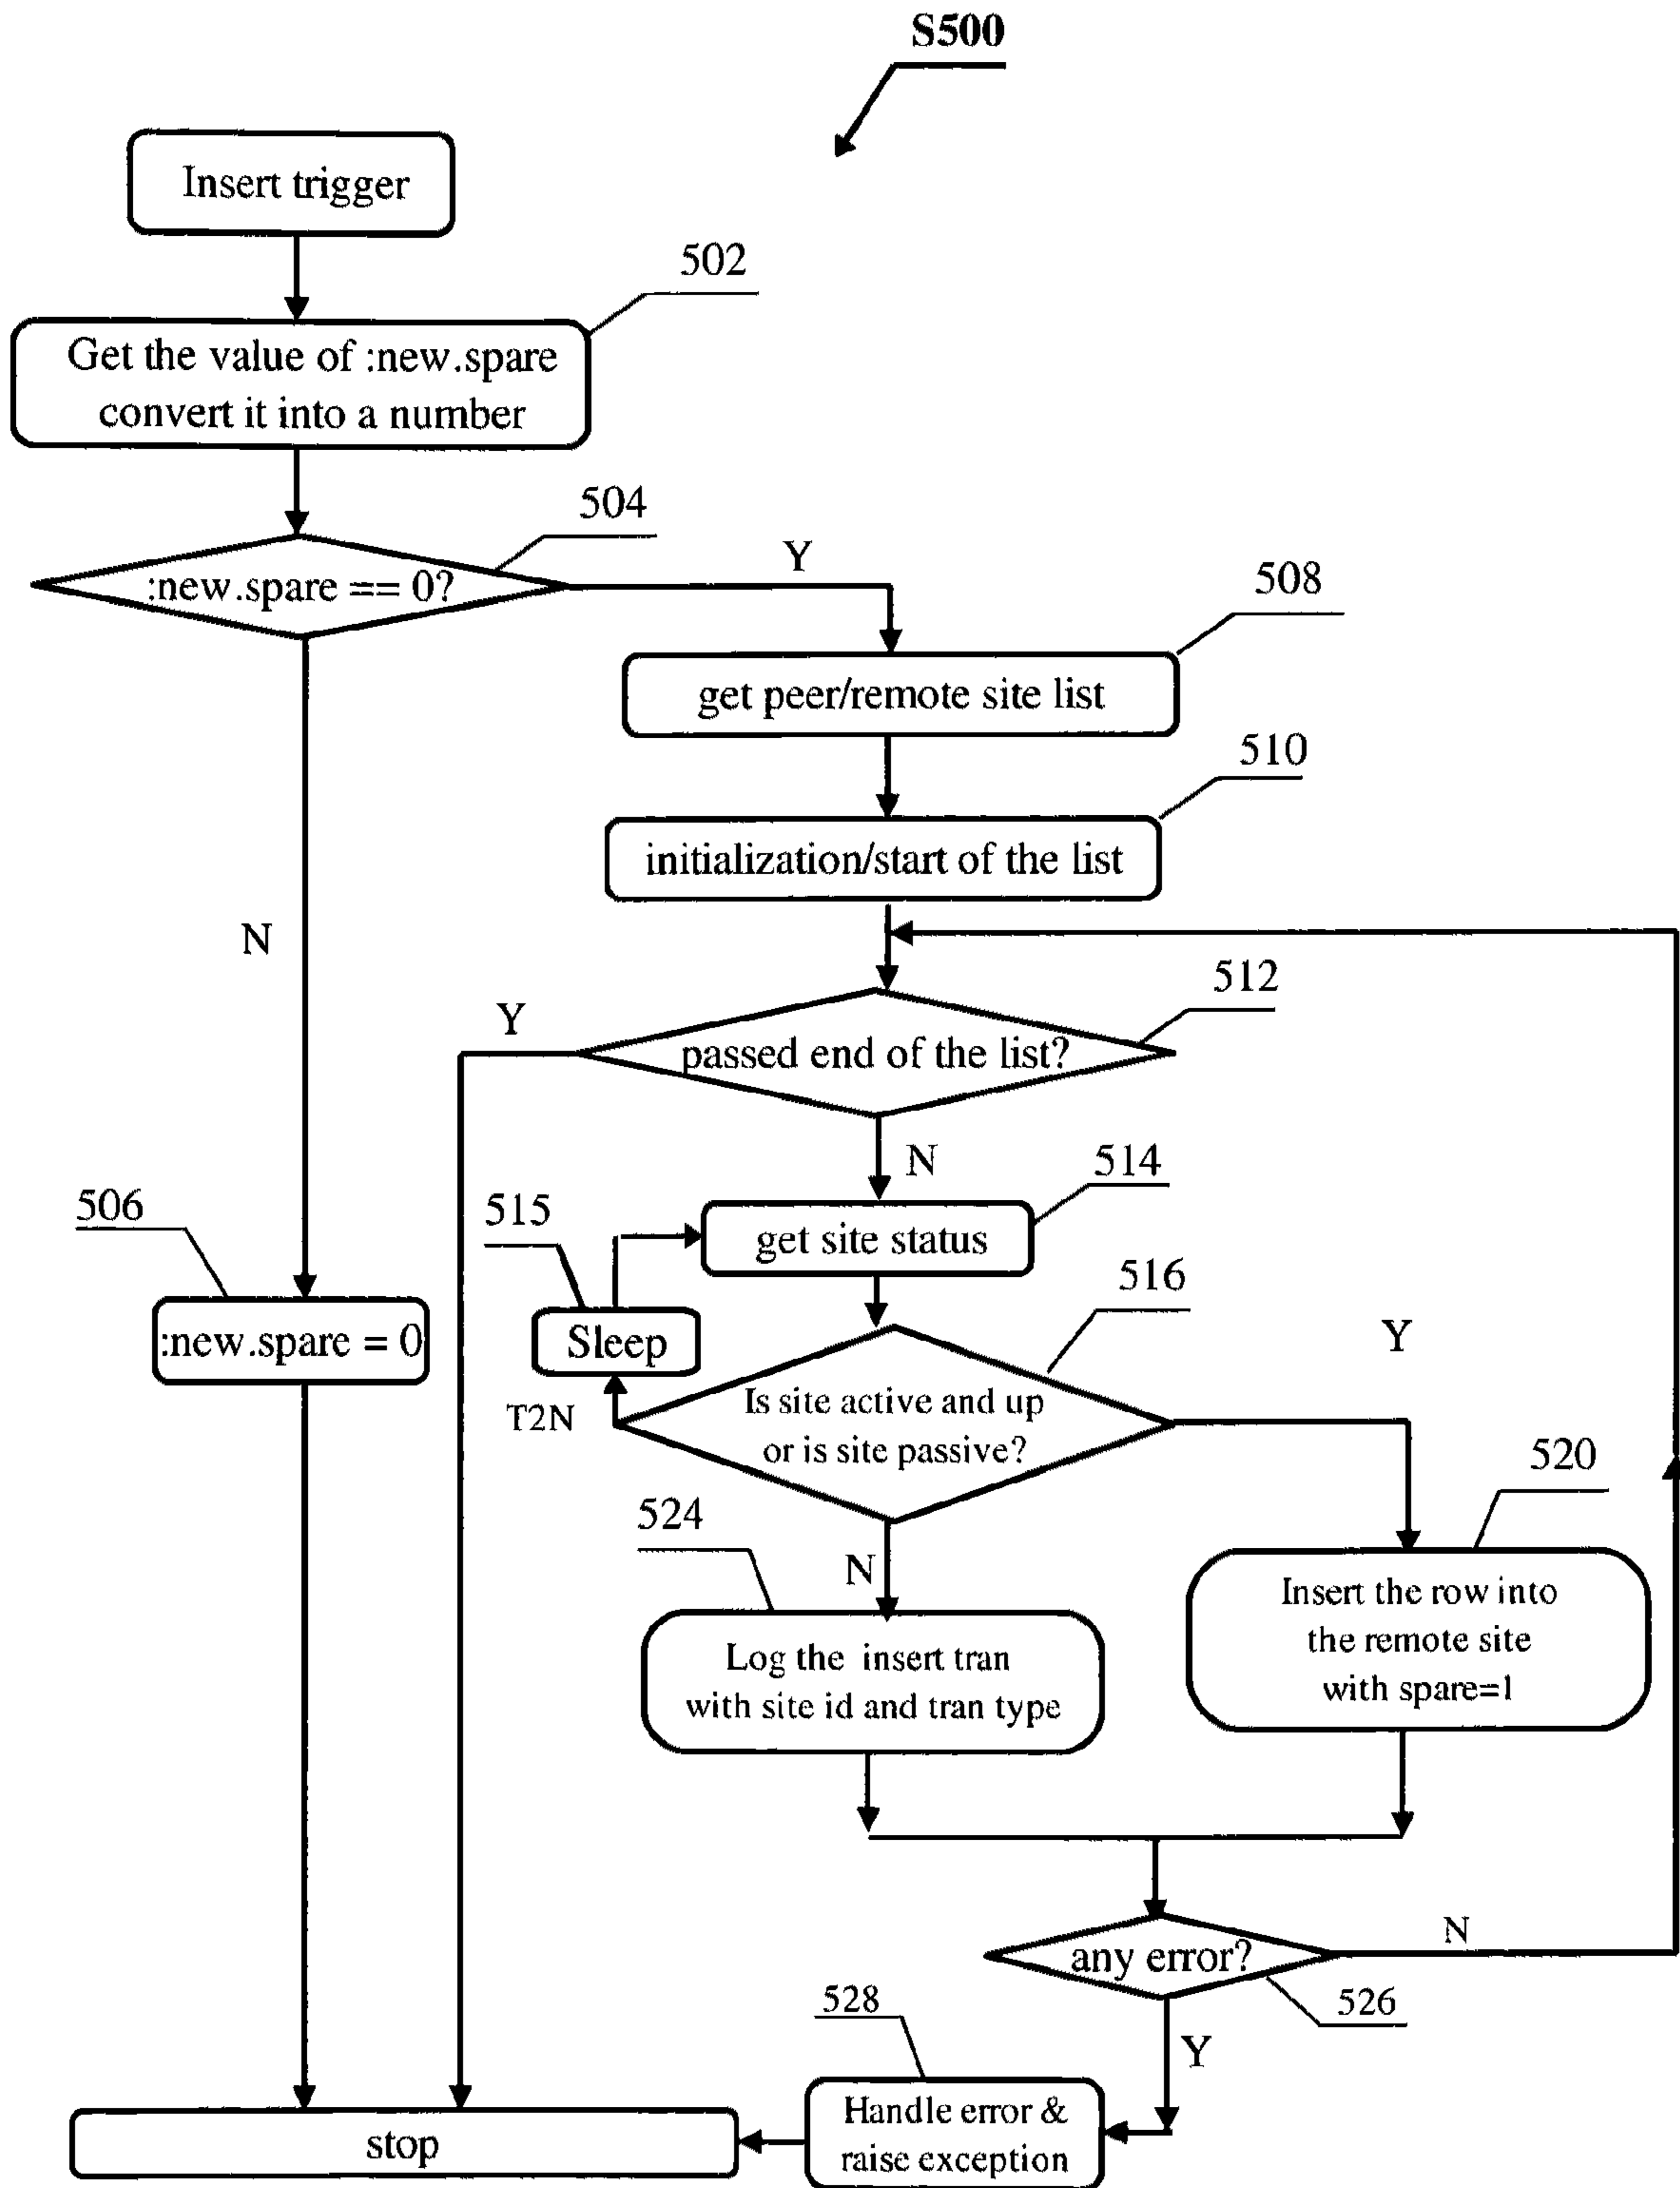 S500
Insert trigger
502
Get the value of :new.spare
convert it into a number
504
:new.spare == 0?
Y
508
get peer/remote site list
510
initialization/start of the list
N
512
Y
passed end of the list?
N
514
515
get site status
506
516
:new.spare = 0
Sleep
Y
T2N
Is site active and up
or is site passive?
520
524
N
Insert the row into
the remote site
with spare=1
Log the insert tran
with site id and tran type
any error?
N
526
528
Y
Handle error &
raise exception
stop